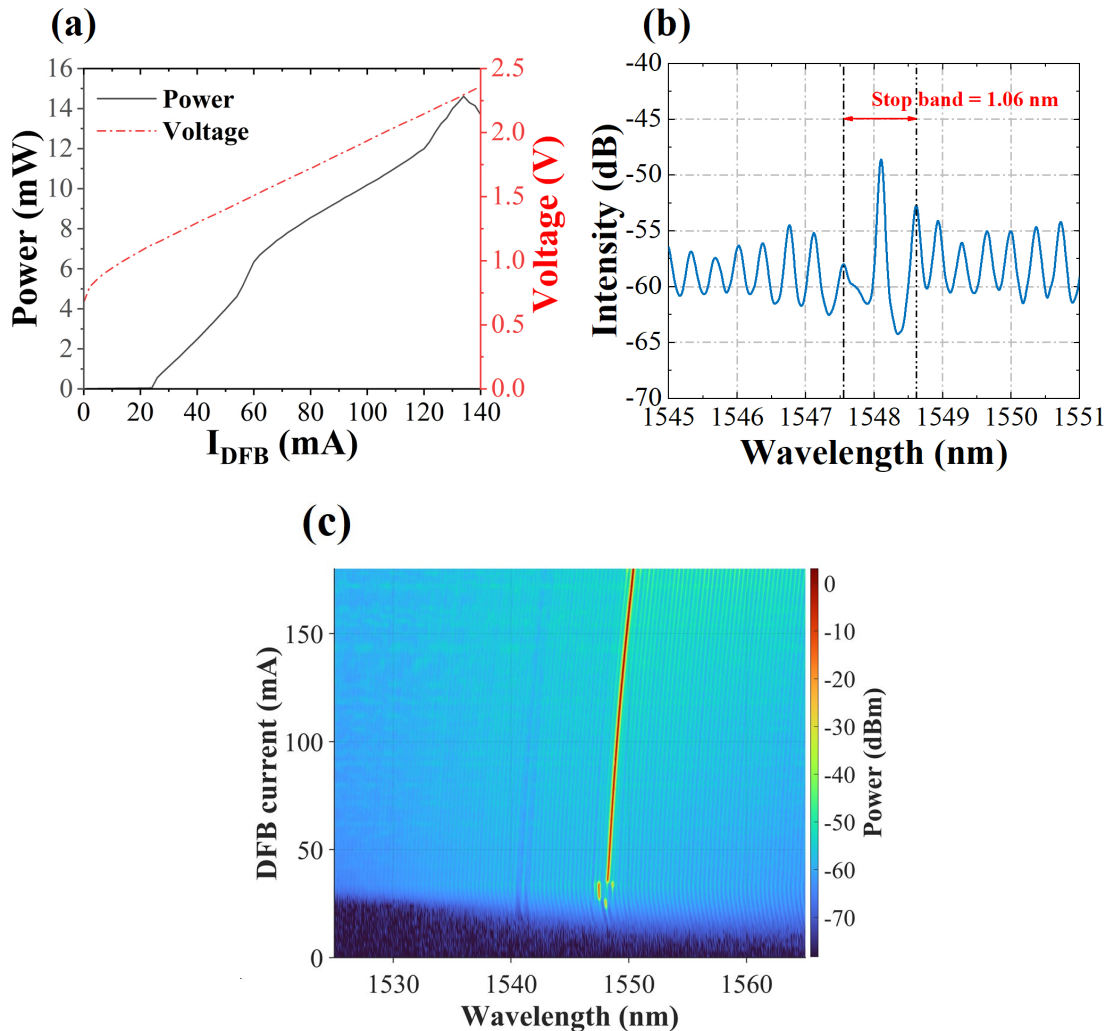 (a)
16
14
12
10
8
6
4
2
0
Power (mW)
Power
Voltage
2.5
2.0
1.5
1.0
0.5
0.0
Voltage (V)
0 20 40 60 80 100 120 140
I_DFB (mA)
(b)
-40
-45
-50
-55
-60
-65
-70
Intensity (dB)
Stop band = 1.06 nm
1545 1546 1547 1548 1549 1550 1551
Wavelength (nm)
(c)
150
100
50
0
DFB current (mA)
1530 1540 1550 1560
Wavelength (nm)
0
-10
-20
-30
-40
-50
-60
-70
Power (dBm)